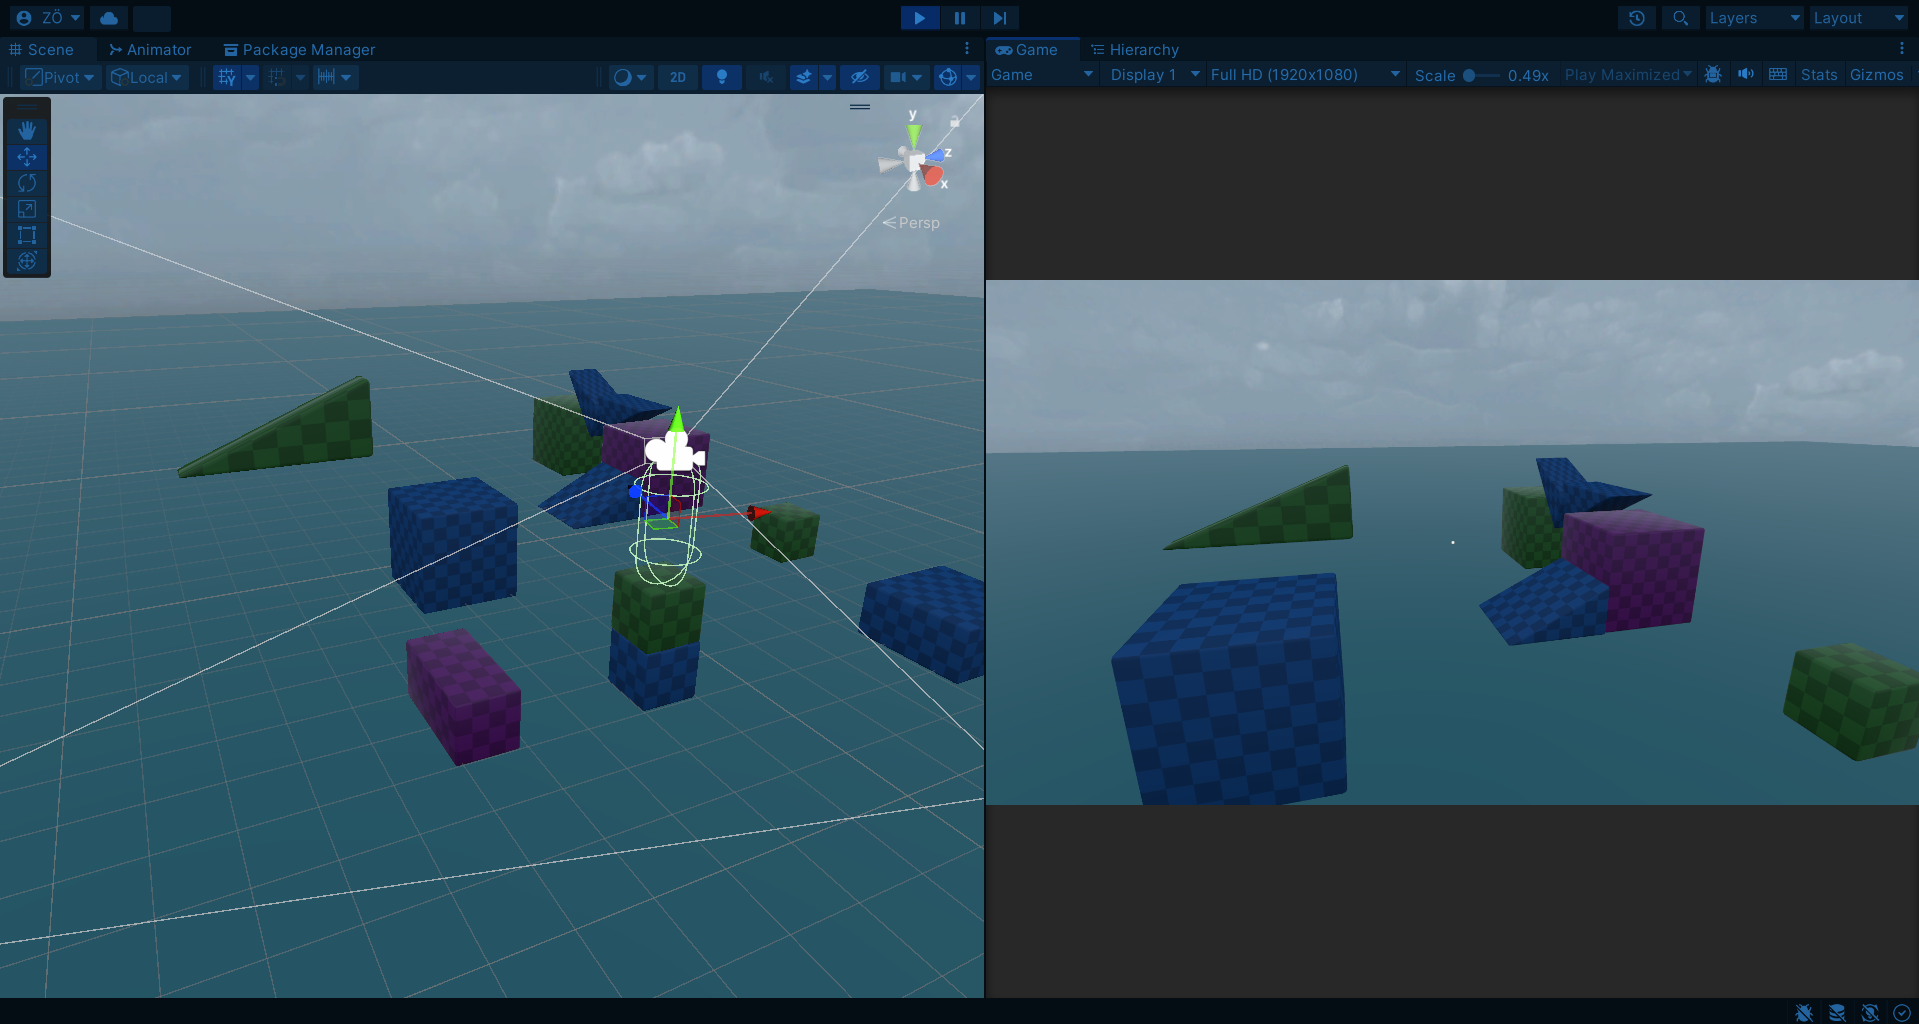 ZÖ
Layers
Layout
Scene
Animator
Package Manager
Game
Hierarchy
Pivot
Local
2D
Game
Display 1
Full HD (1920x1080)
Scale
0.49x
Play Maximized
Stats
Gizmos
y
z
x
Persp